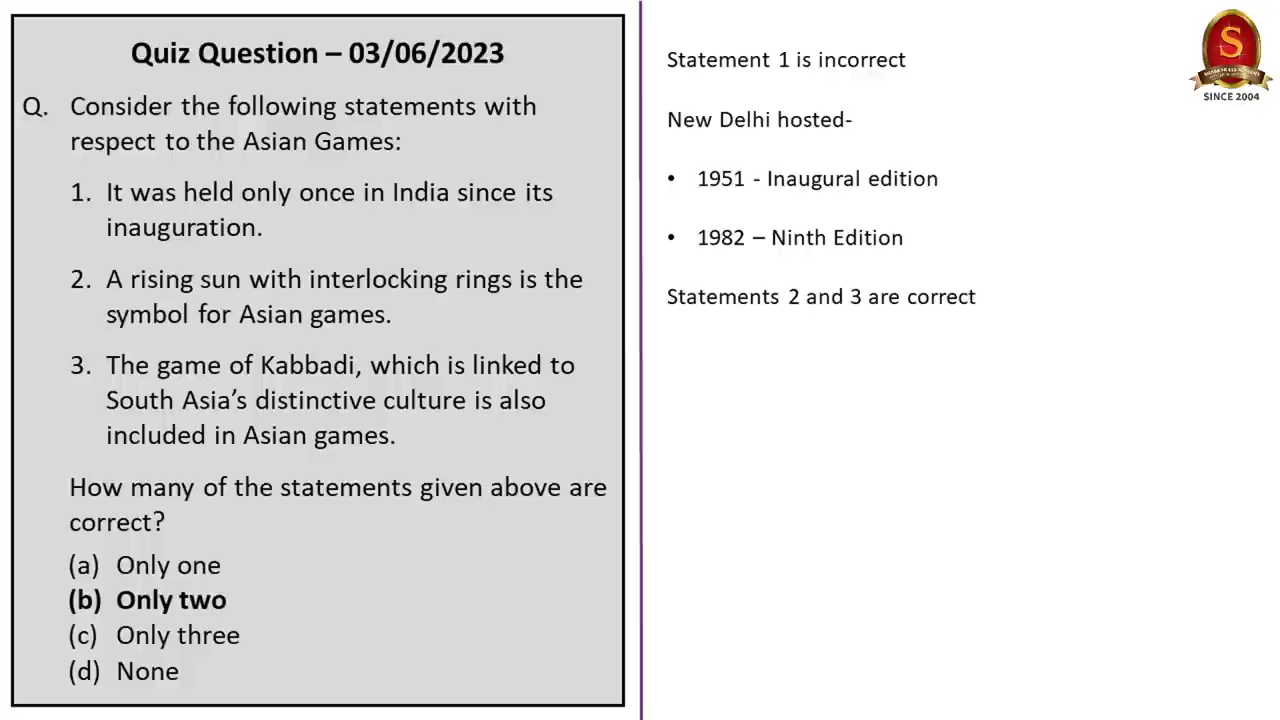 Quiz Question – 03/06/2023
Q. Consider the following statements with
respect to the Asian Games:
1. It was held only once in India since its
inauguration.
2. A rising sun with interlocking rings is the
symbol for Asian games.
3. The game of Kabbadi, which is linked to
South Asia’s distinctive culture is also
included in Asian games.
How many of the statements given above are
correct?
(a) Only one
(b) Only two
(c) Only three
(d) None
Statement 1 is incorrect
New Delhi hosted-
• 1951 - Inaugural edition
• 1982 – Ninth Edition
Statements 2 and 3 are correct
S
SINCE 2004